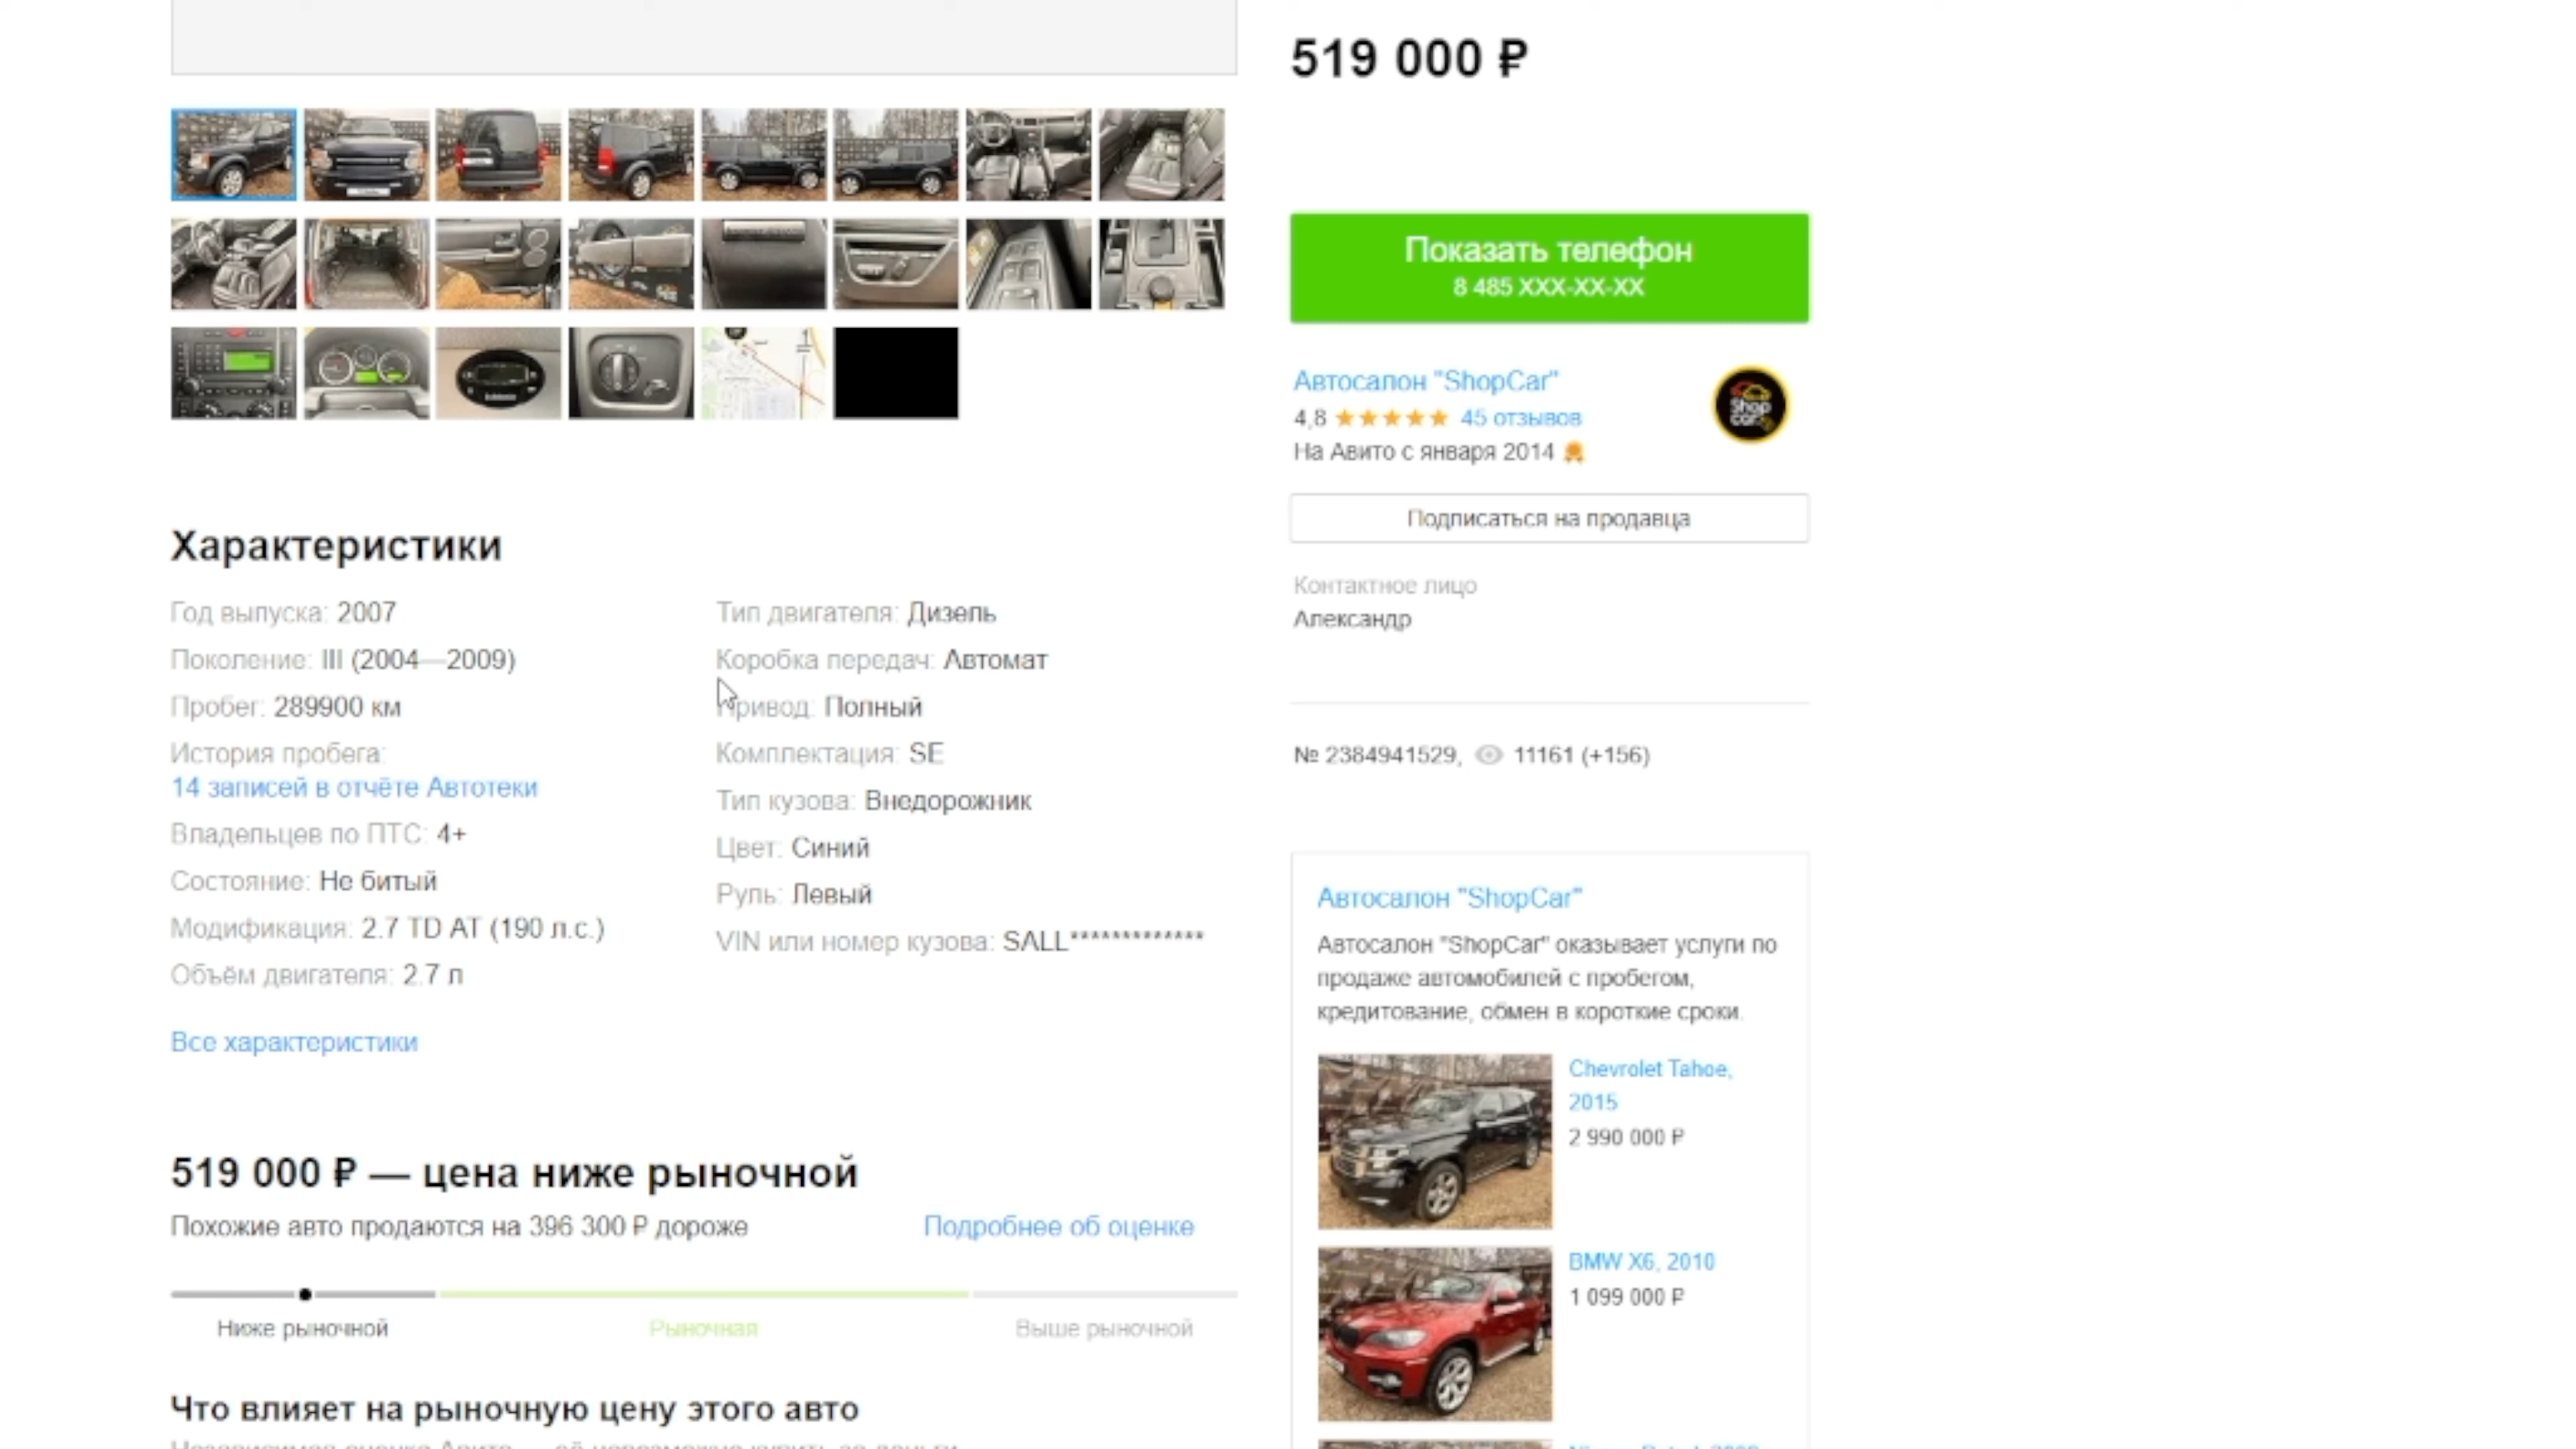 519 000 ₽
Показать телефон
8 485 XXX-XX-XX
Автосалон "ShopCar"
4,8
45 отзывов
На Авито с января 2014
Shop
car
Подписаться на продавца
Контактное лицо
Александр
№ 2384941529, 11161 (+156)
Характеристики
Год выпуска: 2007
Поколение: III (2004—2009)
Пробег: 289900 км
История пробега:
14 записей в отчёте Автотеки
Владельцев по ПТС: 4+
Состояние: Не битый
Модификация: 2.7 TD AT (190 л.с.)
Объём двигателя: 2.7 л
Тип двигателя: Дизель
Коробка передач: Автомат
Привод: Полный
Комплектация: SE
Тип кузова: Внедорожник
Цвет: Синий
Руль: Левый
VIN или номер кузова: SALL*************
Все характеристики
519 000 ₽ — цена ниже рыночной
Похожие авто продаются на 396 300 ₽ дороже
Подробнее об оценке
Ниже рыночной
Рыночная
Выше рыночной
Что влияет на рыночную цену этого авто
Автосалон "ShopCar"
Автосалон "ShopCar" оказывает услуги по
продаже автомобилей с пробегом,
кредитование, обмен в короткие сроки.
Chevrolet Tahoe,
2015
2 990 000 ₽
BMW X6, 2010
1 099 000 ₽